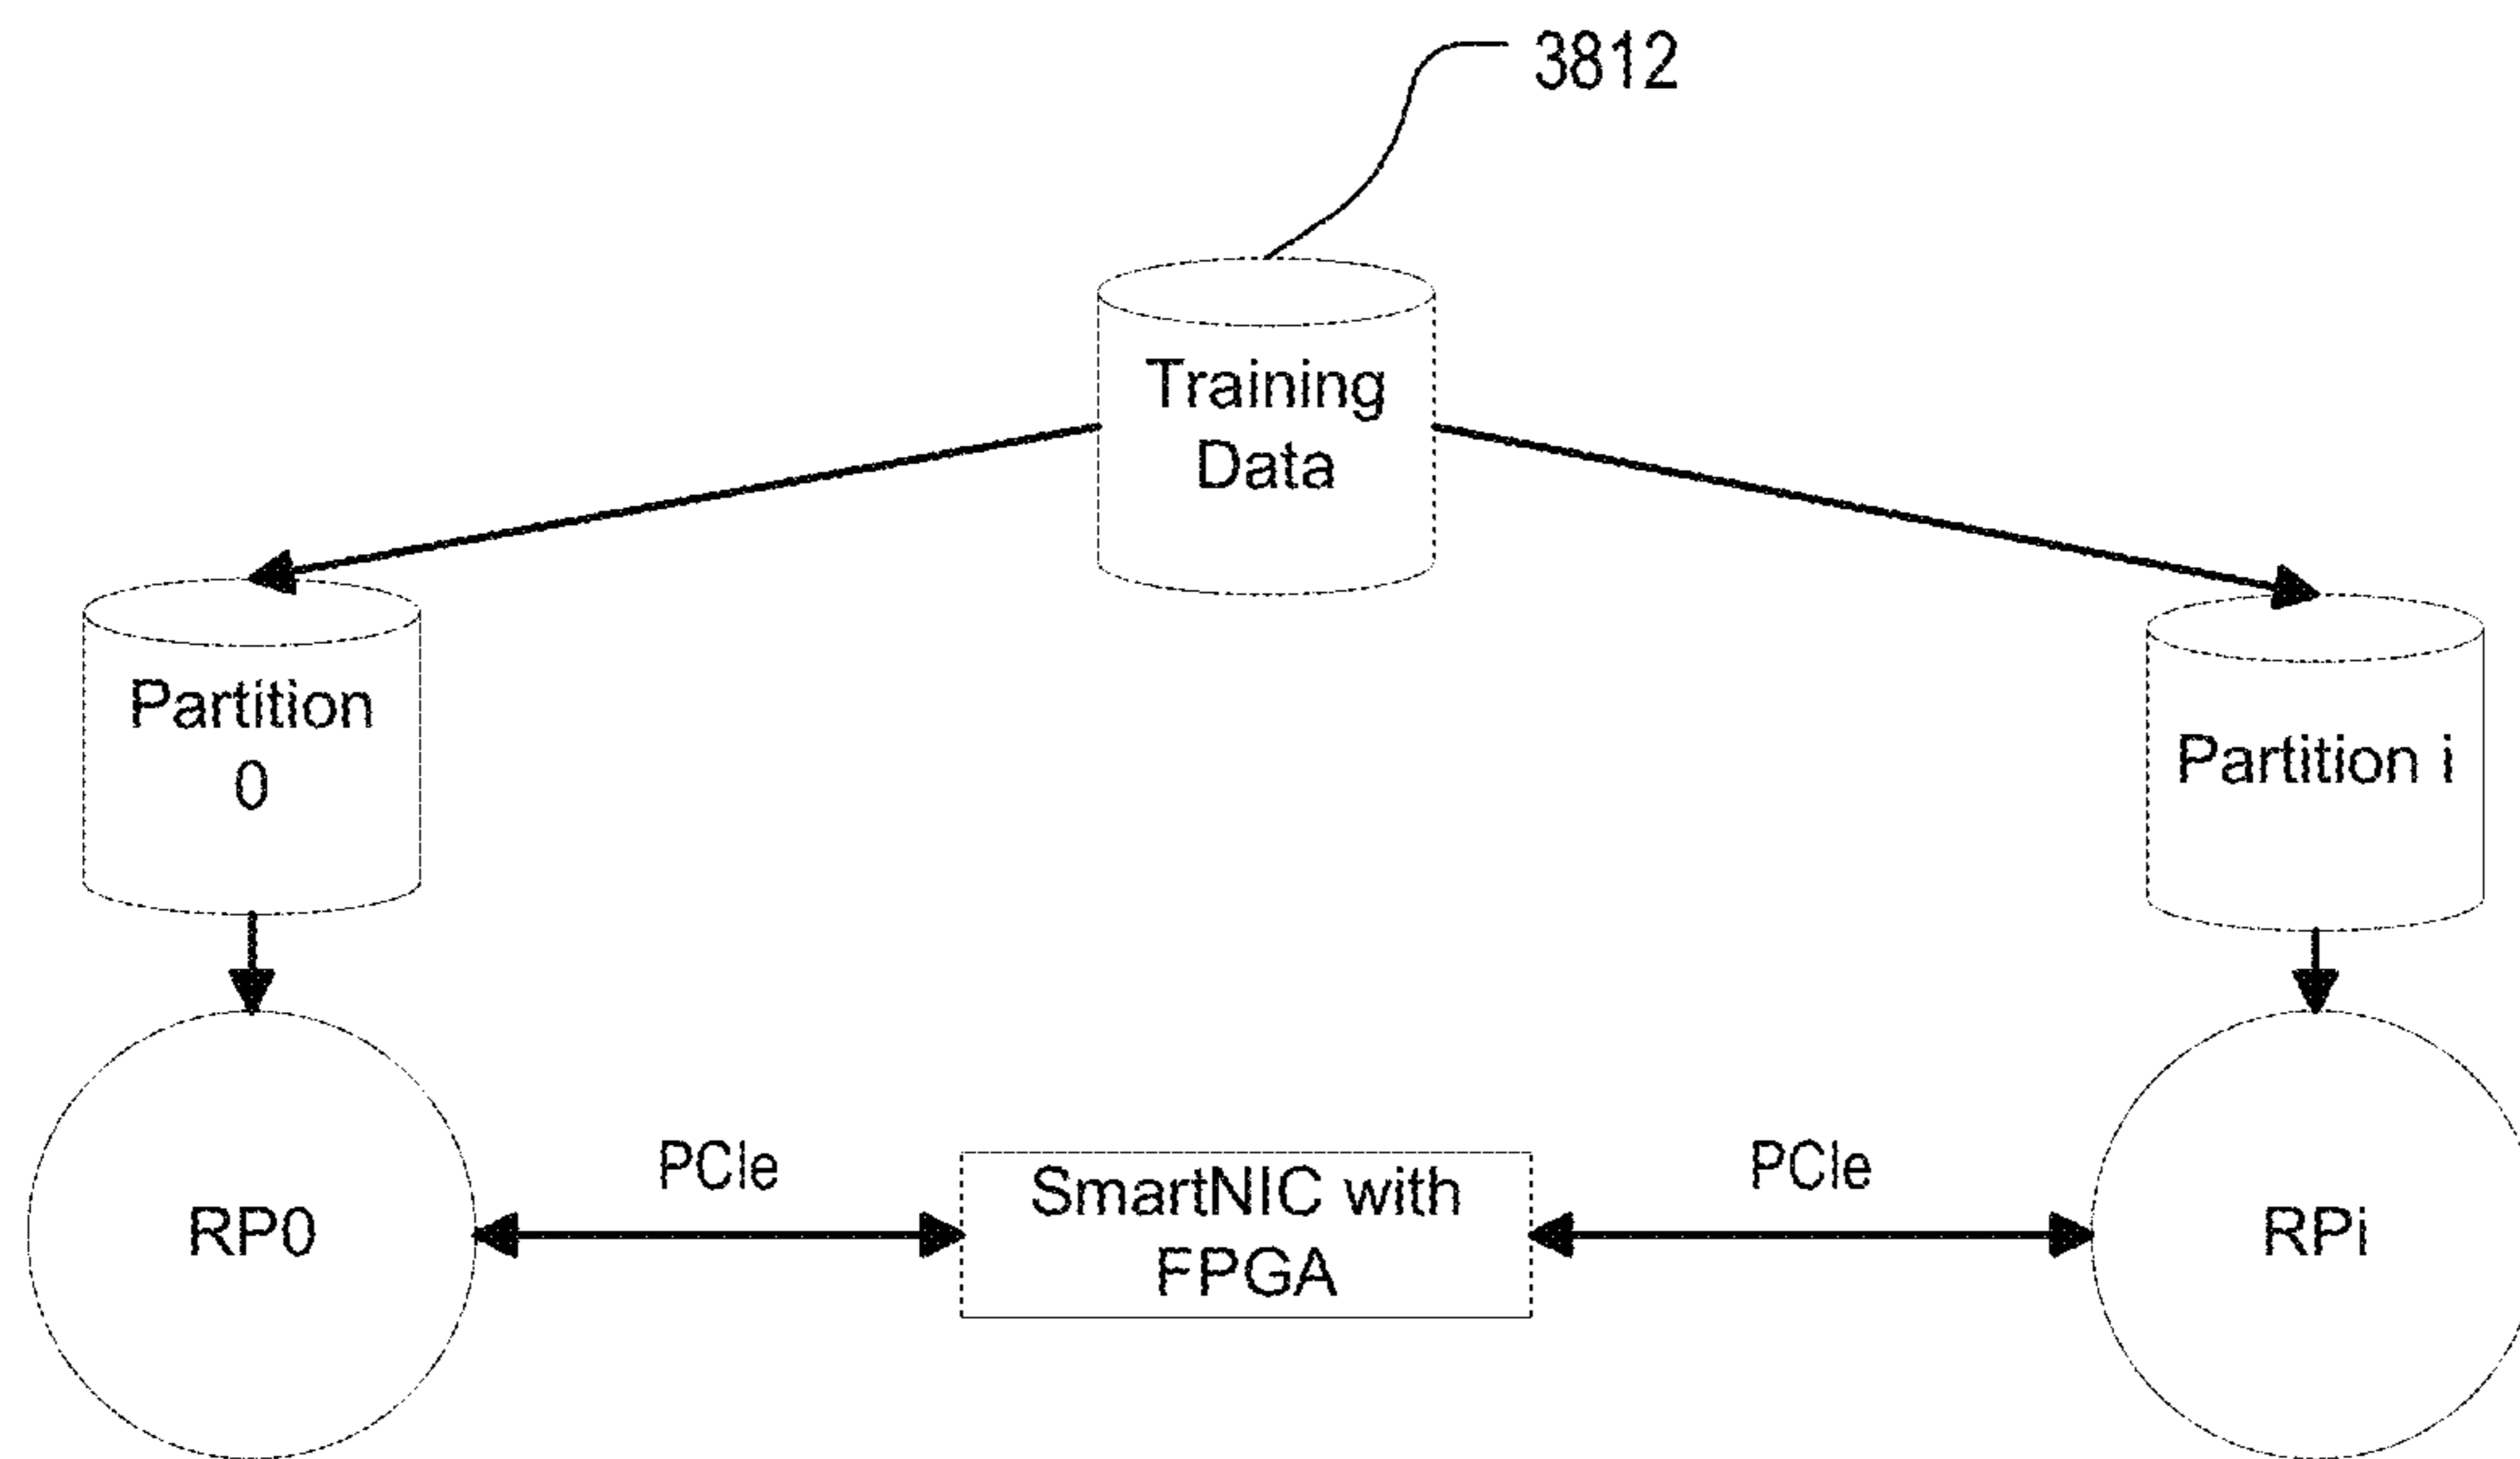 3812
Training
Data
Partition
0
Partition i
PCIe
PCIe
SmartNIC with
FPGA
RP0
RPi